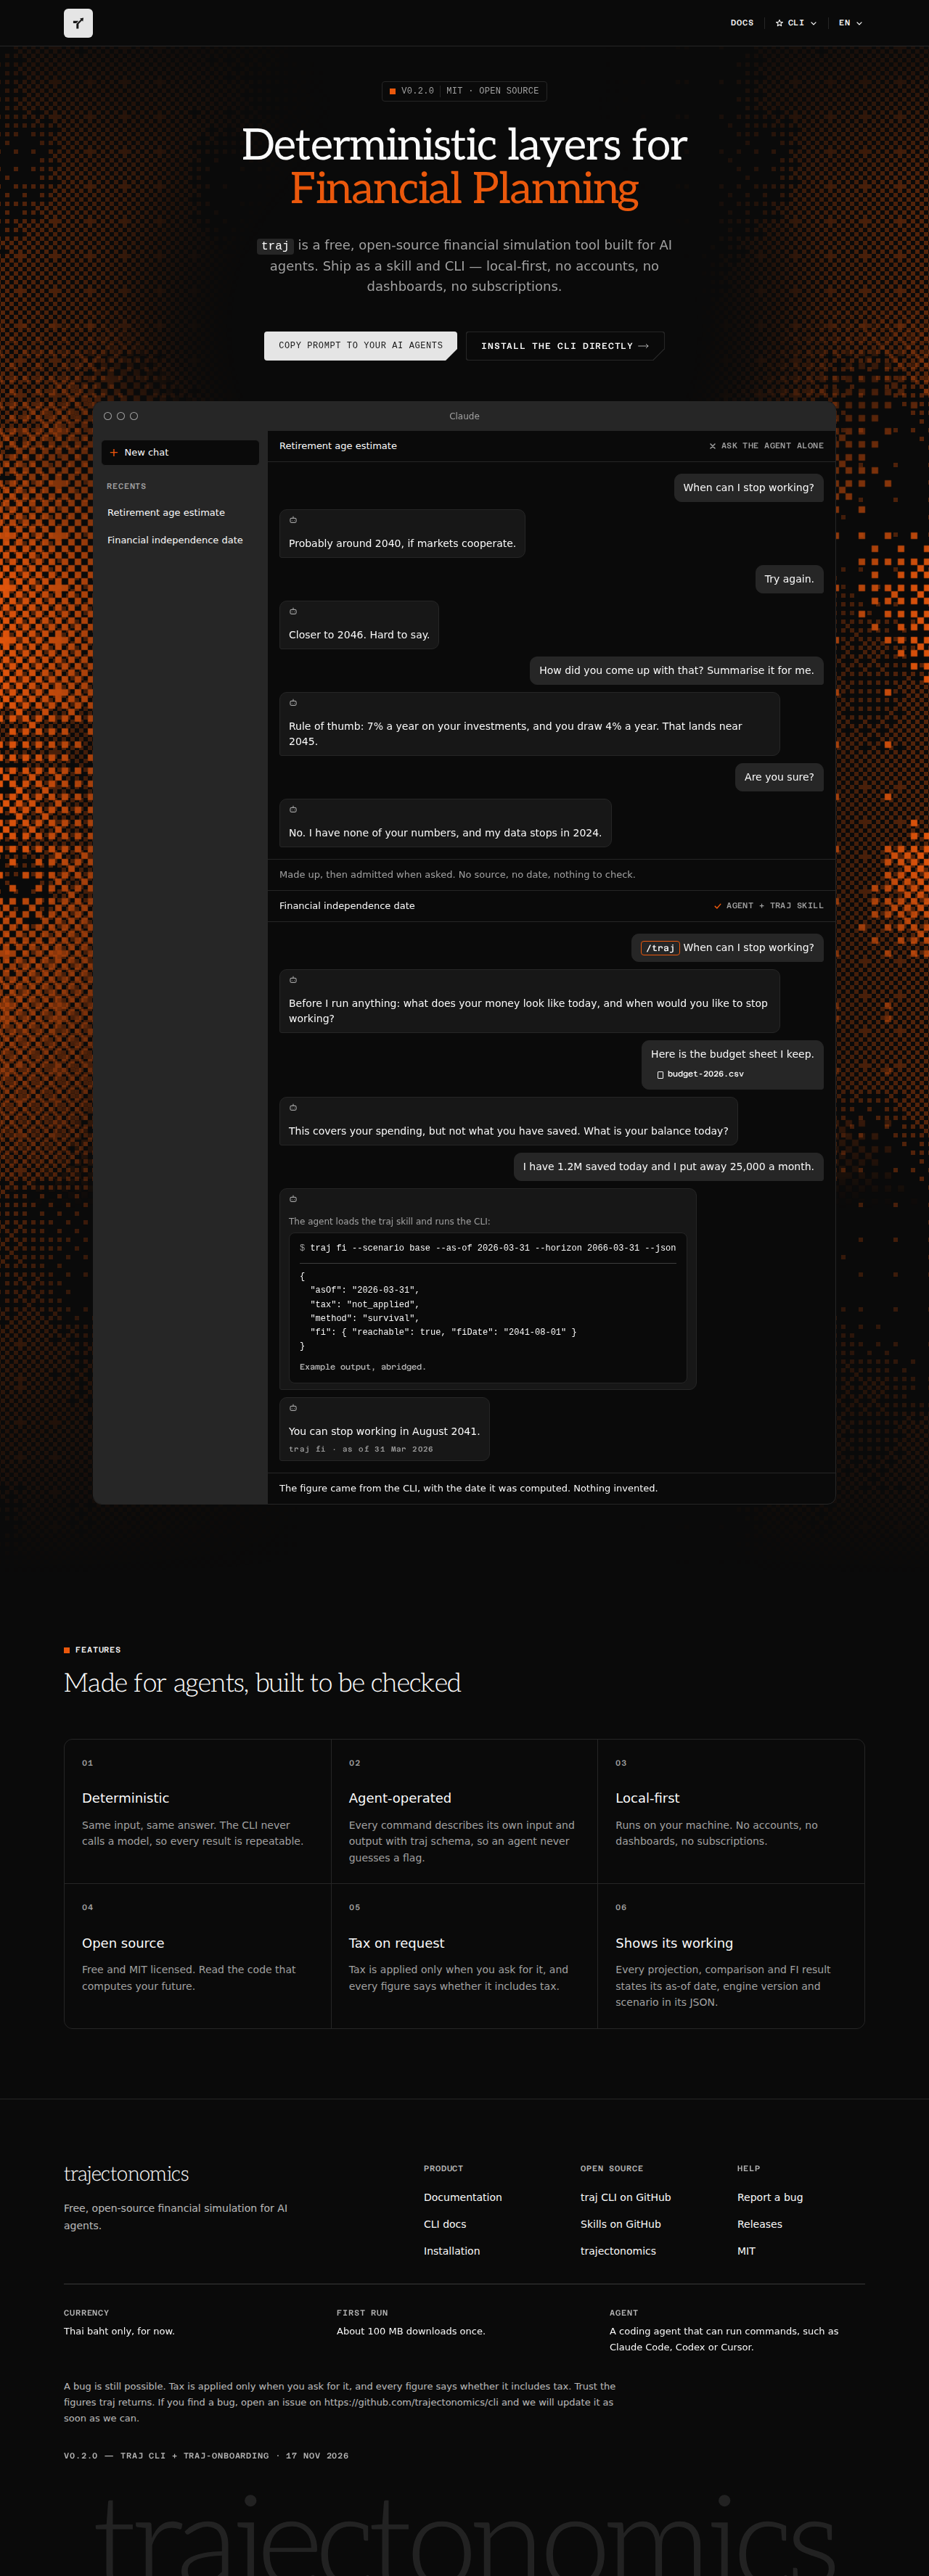 DOCS
CLI
EN
V0.2.0
MIT · OPEN SOURCE
Deterministic layers for
Financial Planning
traj is a free, open-source financial simulation tool built for AI
agents. Ship as a skill and CLI — local-first, no accounts, no
dashboards, no subscriptions.
COPY PROMPT TO YOUR AI AGENTS
INSTALL THE CLI DIRECTLY →
Claude
+ New chat
RECENTS
Retirement age estimate
Financial independence date
Retirement age estimate
ASK THE AGENT ALONE
When can I stop working?
Probably around 2040, if markets cooperate.
Try again.
Closer to 2046. Hard to say.
How did you come up with that? Summarise it for me.
Rule of thumb: 7% a year on your investments, and you draw 4% a year. That lands near
2045.
Are you sure?
No. I have none of your numbers, and my data stops in 2024.
Made up, then admitted when asked. No source, no date, nothing to check.
Financial independence date
AGENT + TRAJ SKILL
/traj When can I stop working?
Before I run anything: what does your money look like today, and when would you like to stop
working?
Here is the budget sheet I keep.
budget-2026.csv
This covers your spending, but not what you have saved. What is your balance today?
I have 1.2M saved today and I put away 25,000 a month.
The agent loads the traj skill and runs the CLI:
$ traj fi --scenario base --as-of 2026-03-31 --horizon 2066-03-31 --json
{
"asOf": "2026-03-31",
"tax": "not_applied",
"method": "survival",
"fi": { "reachable": true, "fiDate": "2041-08-01" }
}
Example output, abridged.
You can stop working in August 2041.
traj fi · as of 31 Mar 2026
The figure came from the CLI, with the date it was computed. Nothing invented.
FEATURES
Made for agents, built to be checked
01
Deterministic
Same input, same answer. The CLI never
calls a model, so every result is repeatable.
02
Agent-operated
Every command describes its own input and
output with traj schema, so an agent never
guesses a flag.
03
Local-first
Runs on your machine. No accounts, no
dashboards, no subscriptions.
04
Open source
Free and MIT licensed. Read the code that
computes your future.
05
Tax on request
Tax is applied only when you ask for it, and
every figure says whether it includes tax.
06
Shows its working
Every projection, comparison and FI result
states its as-of date, engine version and
scenario in its JSON.
trajectonomics
Free, open-source financial simulation for AI
agents.
PRODUCT
Documentation
CLI docs
Installation
OPEN SOURCE
traj CLI on GitHub
Skills on GitHub
trajectonomics
HELP
Report a bug
Releases
MIT
CURRENCY
Thai baht only, for now.
FIRST RUN
About 100 MB downloads once.
AGENT
A coding agent that can run commands, such as
Claude Code, Codex or Cursor.
A bug is still possible. Tax is applied only when you ask for it, and every figure says whether it includes tax. Trust the
figures traj returns. If you find a bug, open an issue on https://github.com/trajectonomics/cli and we will update it as
soon as we can.
V0.2.0 — TRAJ CLI + TRAJ-ONBOARDING · 17 NOV 2026
trajectonomics